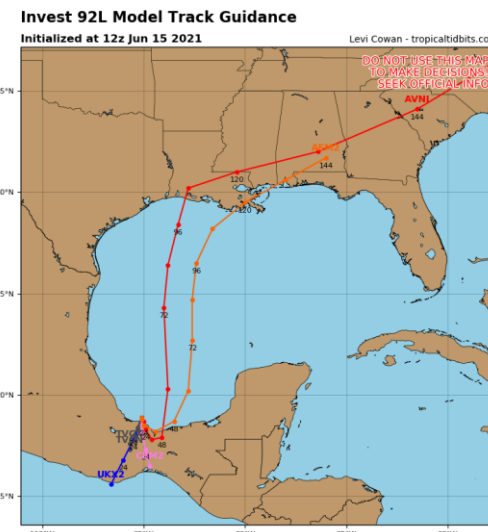 Invest 92L Model Track Guidance
Initialized at 12z Jun 15 2021
Levi Cowan - tropicaltidbits.co
DO NOT USE THIS MAP
TO MAKE DECISIONS
SEEK OFFICIAL INFO
AVNI
144
144
120
120
96
96
72
72
48
48
UKX2